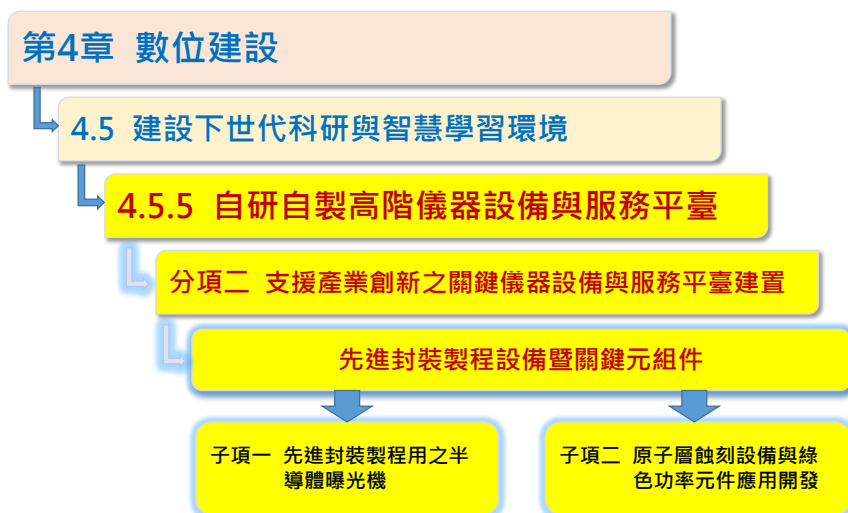 第4章 數位建設
4.5 建設下世代科研與智慧學習環境
4.5.5 自研自製高階儀器設備與服務平臺
分項二 支援產業創新之關鍵儀器設備與服務平臺建置
先進封裝製程設備暨關鍵元組件
子項一 先進封裝製程用之半
導體曝光機
子項二 原子層蝕刻設備與綠
色功率元件應用開發